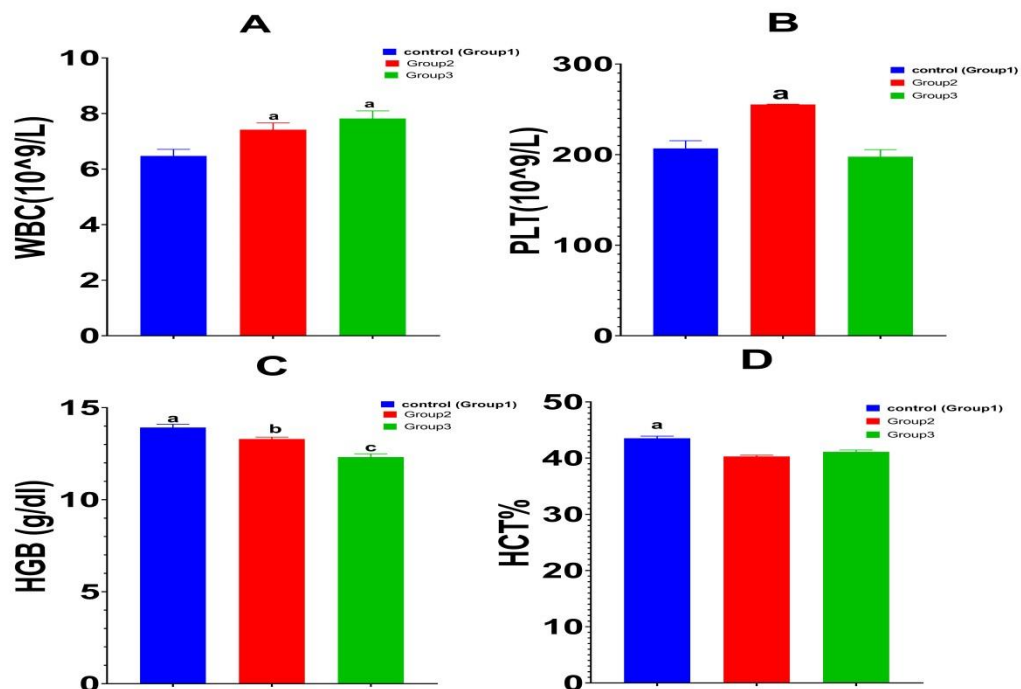 A
control (Group1)
Group2
Group3
WBC(10^9/L)
10
8
6
4
2
0
a
a
B
control (Group1)
Group2
Group3
PLT(10^9/L)
300
200
100
0
a
C
control (Group1)
Group2
Group3
HGB (g/dl)
15
10
5
0
a
b
c
D
control (Group1)
Group2
Group3
HCT%
50
40
30
20
10
0
a